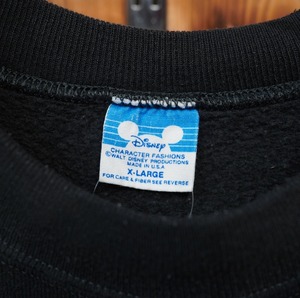 Disney
CHARACTER FASHIONS
©WALT DISNEY PRODUCTIONS
MADE IN U.S.A.
X-LARGE
FOR CARE & FIBER SEE REVERSE